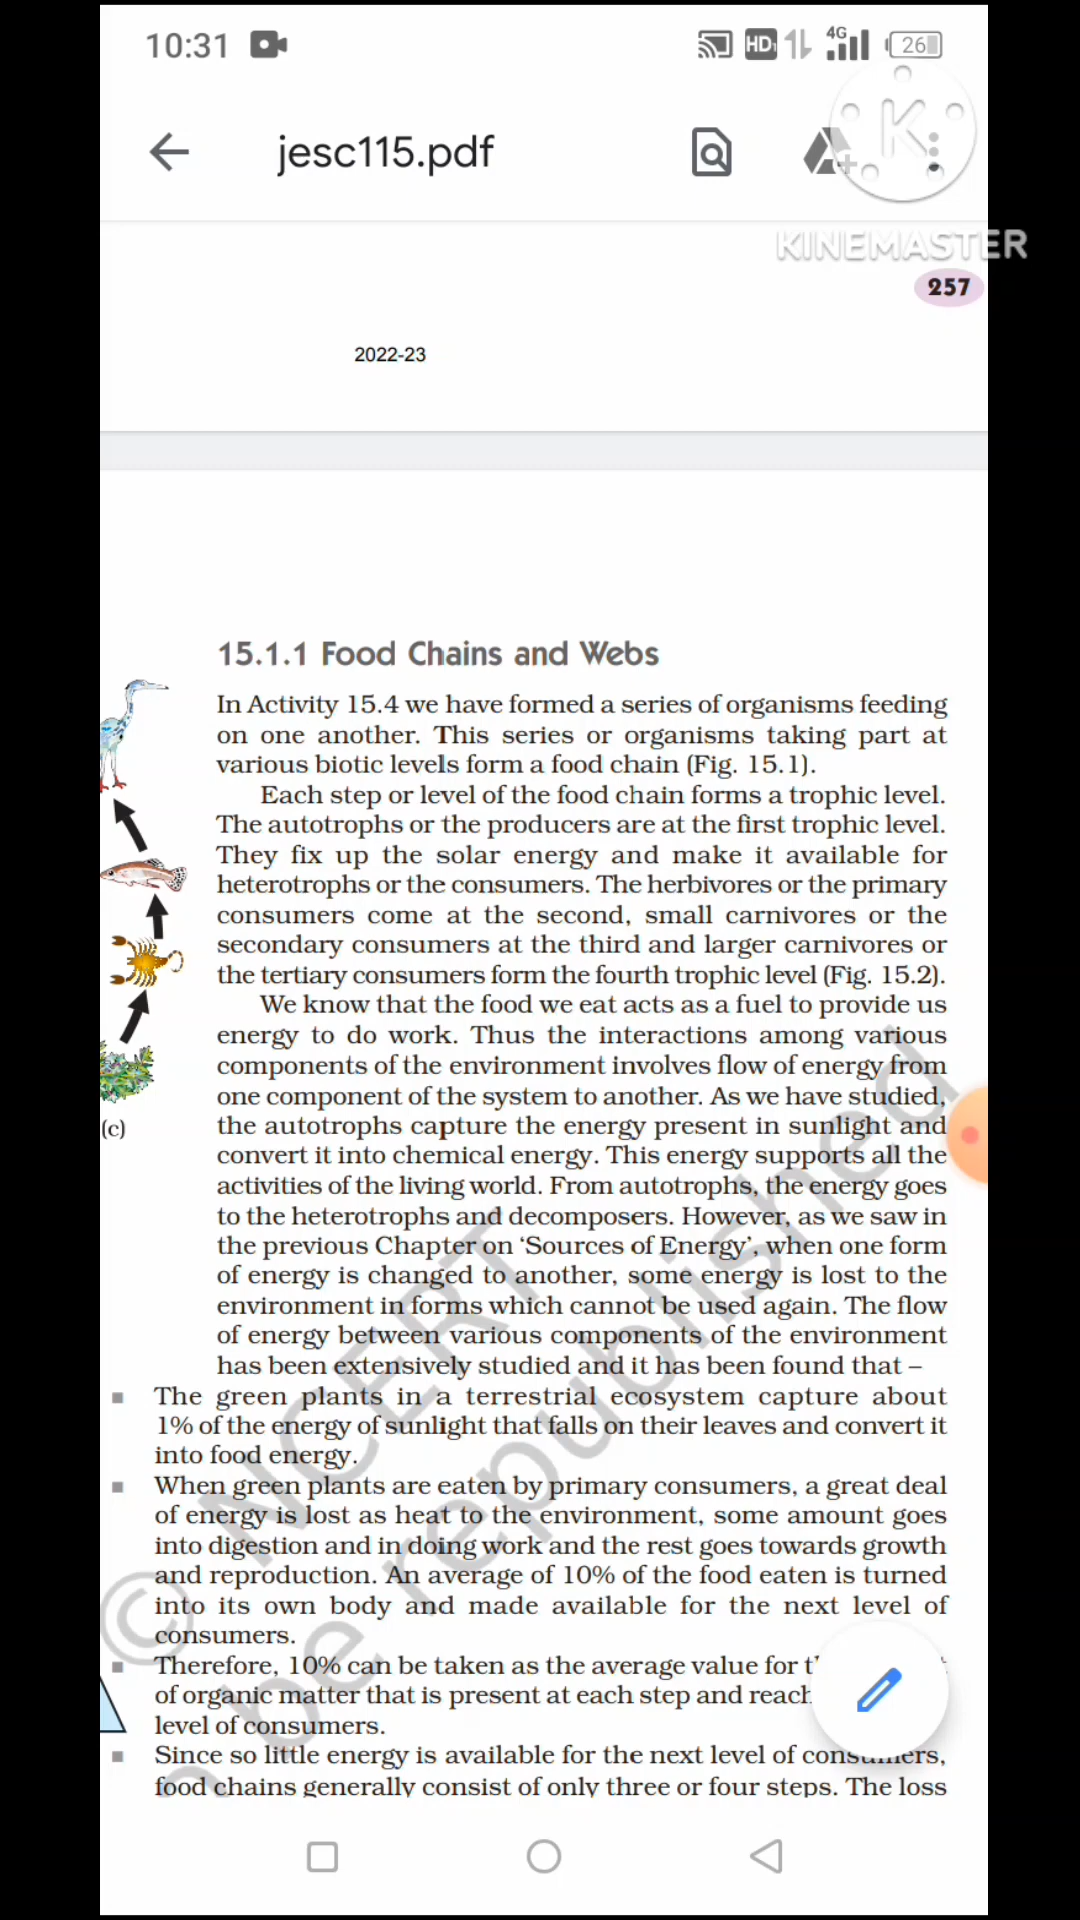 10:31
HD1
4G
26
jesc115.pdf
K
KINEMASTER
257
2022-23
15.1.1 Food Chains and Webs
In Activity 15.4 we have formed a series of organisms feeding
on one another. This series or organisms taking part at
various biotic levels form a food chain (Fig. 15.1).
Each step or level of the food chain forms a trophic level.
The autotrophs or the producers are at the first trophic level.
They fix up the solar energy and make it available for
heterotrophs or the consumers. The herbivores or the primary
consumers come at the second, small carnivores or the
secondary consumers at the third and larger carnivores or
the tertiary consumers form the fourth trophic level (Fig. 15.2).
We know that the food we eat acts as a fuel to provide us
energy to do work. Thus the interactions among various
components of the environment involves flow of energy from
one component of the system to another. As we have studied,
(c)
the autotrophs capture the energy present in sunlight and
convert it into chemical energy. This energy supports all the
activities of the living world. From autotrophs, the energy goes
to the heterotrophs and decomposers. However, as we saw in
the previous Chapter on ‘Sources of Energy’, when one form
of energy is changed to another, some energy is lost to the
environment in forms which cannot be used again. The flow
of energy between various components of the environment
has been extensively studied and it has been found that –
▪ The green plants in a terrestrial ecosystem capture about
1% of the energy of sunlight that falls on their leaves and convert it
into food energy.
▪ When green plants are eaten by primary consumers, a great deal
of energy is lost as heat to the environment, some amount goes
into digestion and in doing work and the rest goes towards growth
and reproduction. An average of 10% of the food eaten is turned
into its own body and made available for the next level of
consumers.
▪ Therefore, 10% can be taken as the average value for
of organic matter that is present at each step and reach
level of consumers.
▪ Since so little energy is available for the next level of consumers,
food chains generally consist of only three or four steps. The loss
© NCERT
be republished